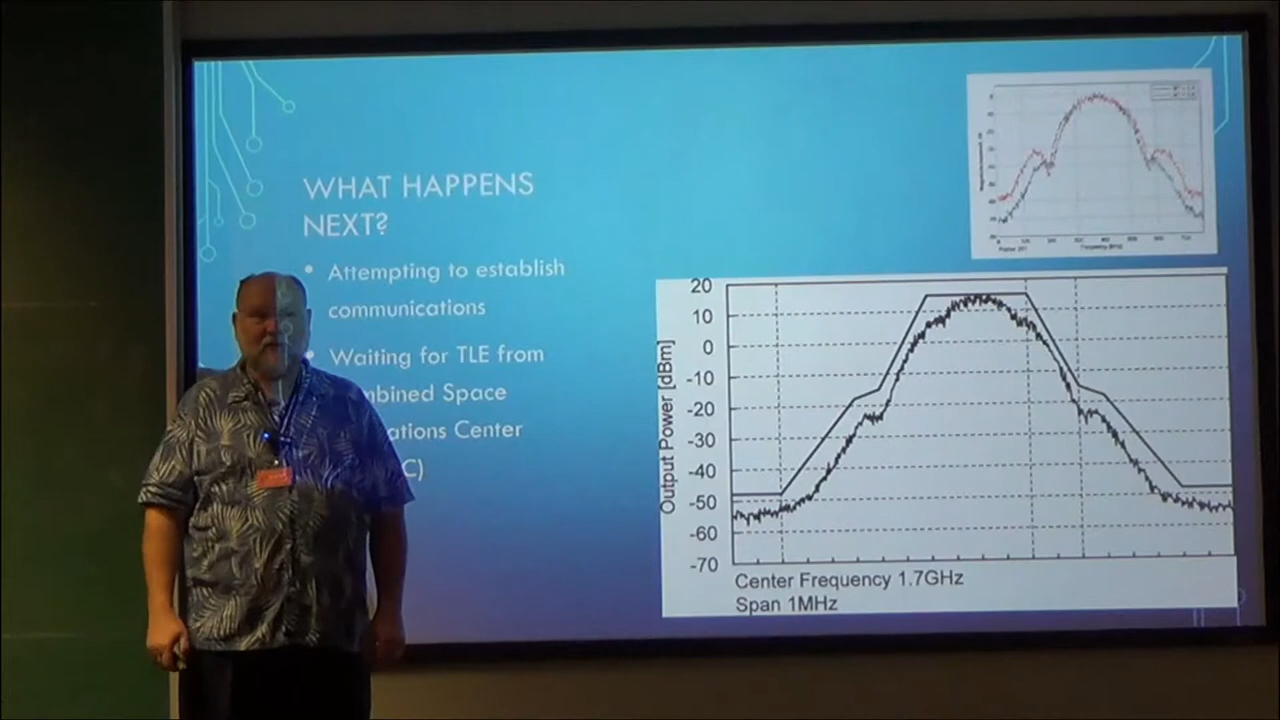 WHAT HAPPENS
NEXT?
• Attempting to establish
communications
• Waiting for TLE from
mbined Space
ations Center
C)
20
10
0
-10
-20
-30
-40
-50
-60
-70
Output Power [dBm]
Center Frequency 1.7GHz
Span 1MHz